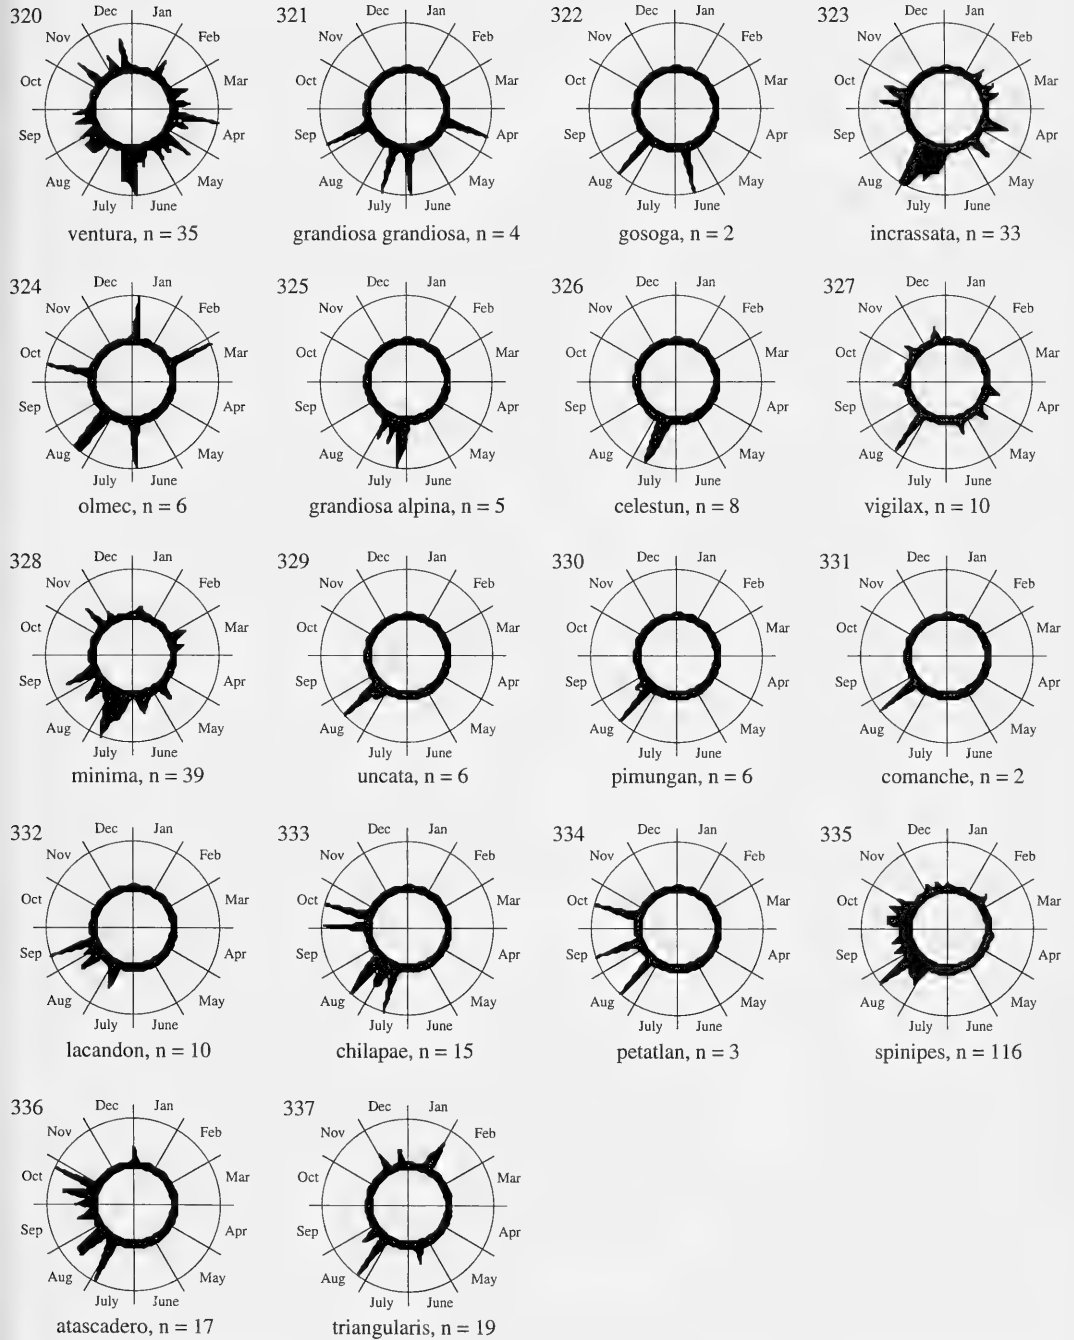 320
Dec Jan
Nov Feb
Oct Mar
Sep Apr
Aug May
July June
ventura, n = 35
321
Dec Jan
Nov Feb
Oct Mar
Sep Apr
Aug May
July June
grandiosa grandiosa, n = 4
322
Dec Jan
Nov Feb
Oct Mar
Sep Apr
Aug May
July June
gosoga, n = 2
323
Dec Jan
Nov Feb
Oct Mar
Sep Apr
Aug May
July June
incrassata, n = 33
324
Dec Jan
Nov Feb
Oct Mar
Sep Apr
Aug May
July June
olmec, n = 6
325
Dec Jan
Nov Feb
Oct Mar
Sep Apr
Aug May
July June
grandiosa alpina, n = 5
326
Dec Jan
Nov Feb
Oct Mar
Sep Apr
Aug May
July June
celestun, n = 8
327
Dec Jan
Nov Feb
Oct Mar
Sep Apr
Aug May
July June
vigilax, n = 10
328
Dec Jan
Nov Feb
Oct Mar
Sep Apr
Aug May
July June
minima, n = 39
329
Dec Jan
Nov Feb
Oct Mar
Sep Apr
Aug May
July June
uncata, n = 6
330
Dec Jan
Nov Feb
Oct Mar
Sep Apr
Aug May
July June
pimungan, n = 6
331
Dec Jan
Nov Feb
Oct Mar
Sep Apr
Aug May
July June
comanche, n = 2
332
Dec Jan
Nov Feb
Oct Mar
Sep Apr
Aug May
July June
lacandon, n = 10
333
Dec Jan
Nov Feb
Oct Mar
Sep Apr
Aug May
July June
chilapae, n = 15
334
Dec Jan
Nov Feb
Oct Mar
Sep Apr
Aug May
July June
petatlan, n = 3
335
Dec Jan
Nov Feb
Oct Mar
Sep Apr
Aug May
July June
spinipes, n = 116
336
Dec Jan
Nov Feb
Oct Mar
Sep Apr
Aug May
July June
atascadero, n = 17
337
Dec Jan
Nov Feb
Oct Mar
Sep Apr
Aug May
July June
triangularis, n = 19